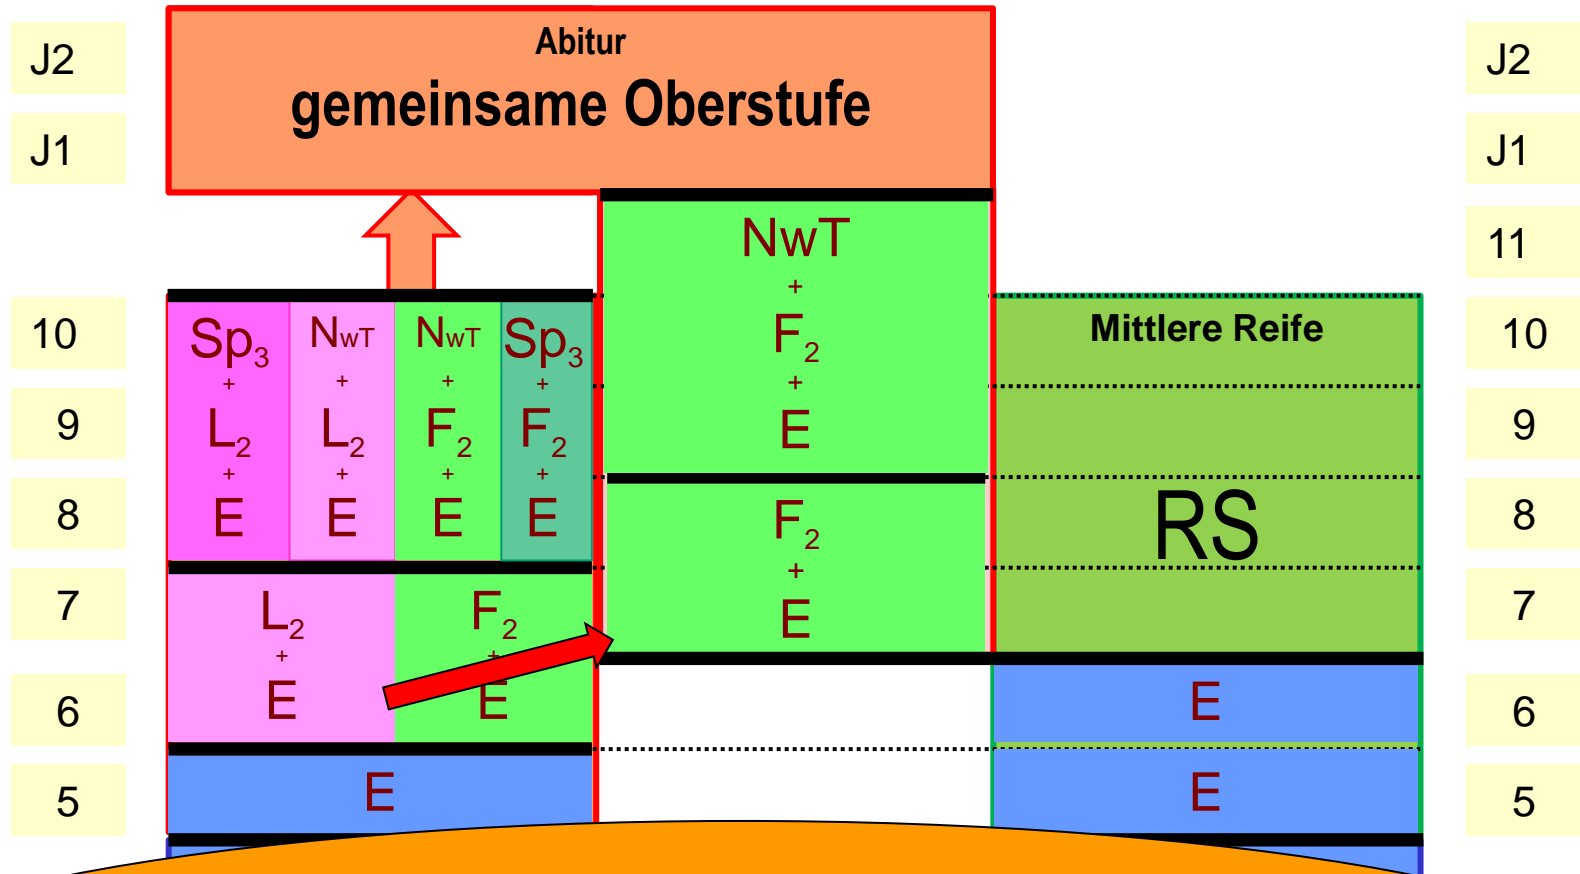 Abitur
gemeinsame Oberstufe
J2
J2
J1
J1
11
NwT
+
F2
+
E
10
Sp3
+
L2
+
E
NwT
+
L2
+
E
NwT
+
F2
+
E
Sp3
+
F2
+
E
Mittlere Reife
10
9
9
8
F2
+
E
RS
8
7
L2
+
E
F2
+
E
7
6
E
6
5
E
E
5